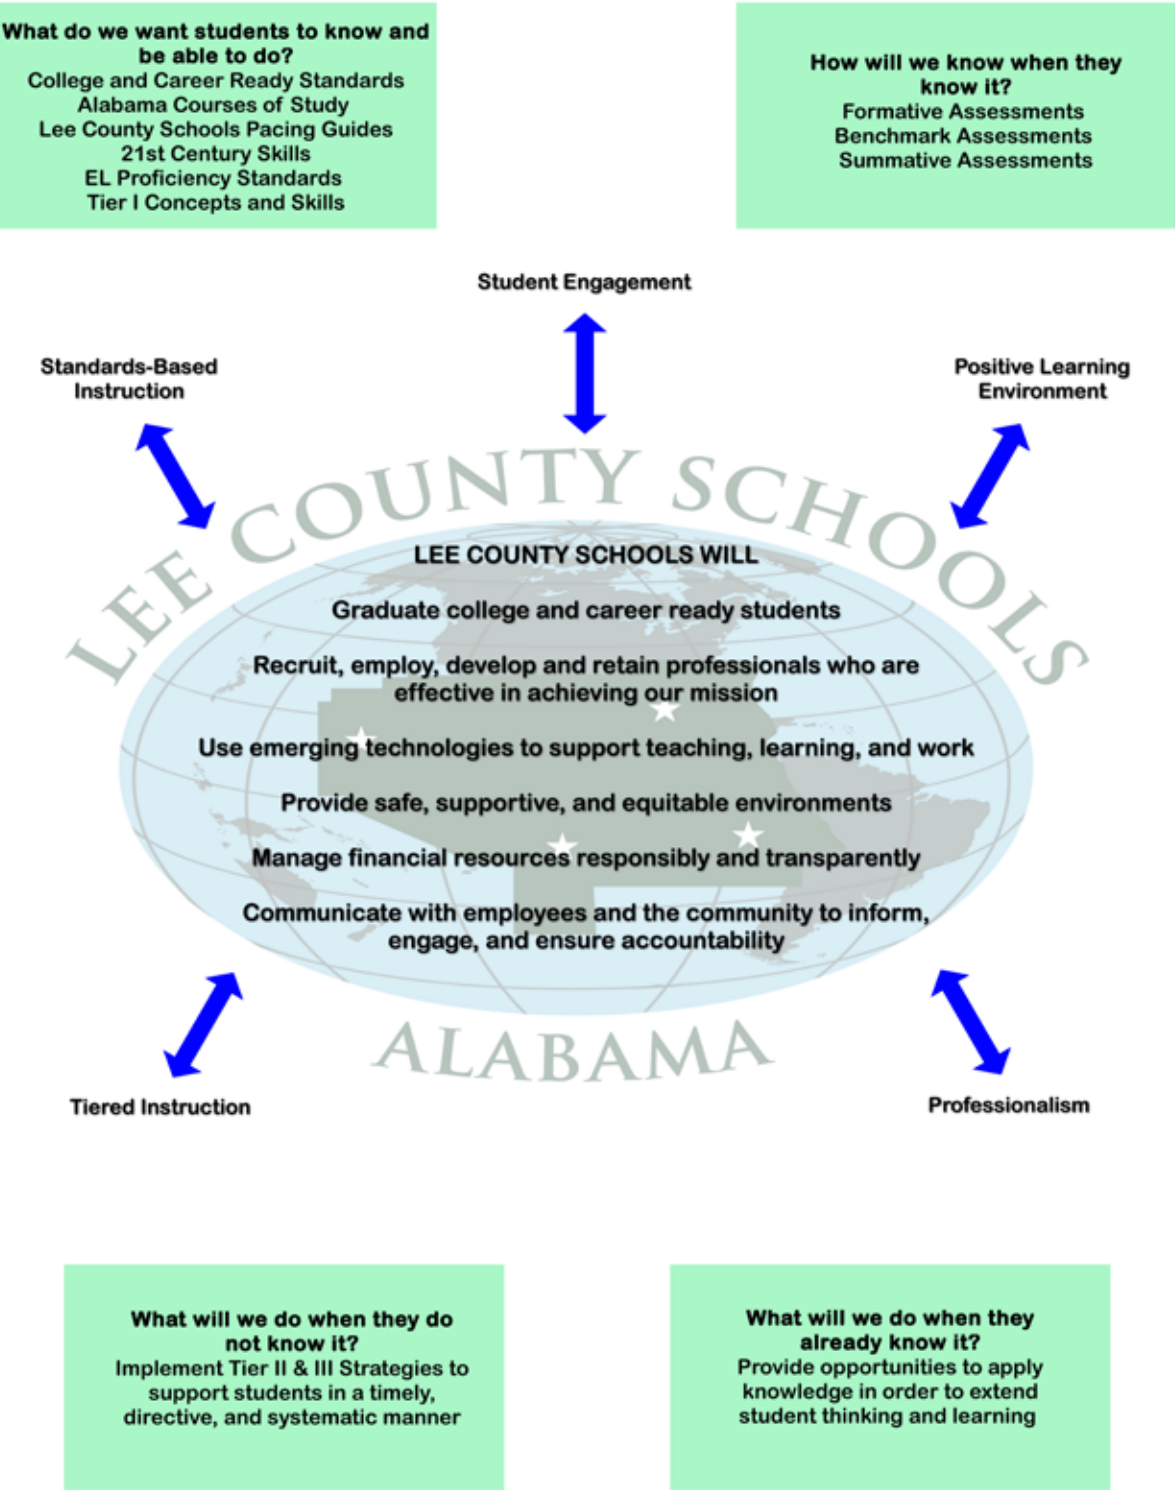 What do we want students to know and
be able to do?
College and Career Ready Standards
Alabama Courses of Study
Lee County Schools Pacing Guides
21st Century Skills
EL Proficiency Standards
Tier I Concepts and Skills
How will we know when they
know it?
Formative Assessments
Benchmark Assessments
Summative Assessments
Student Engagement
Standards-Based
Instruction
Positive Learning
Environment
LEE COUNTY SCHOOLS
LEE COUNTY SCHOOLS WILL
Graduate college and career ready students
Recruit, employ, develop and retain professionals who are
effective in achieving our mission
Use emerging technologies to support teaching, learning, and work
Provide safe, supportive, and equitable environments
Manage financial resources responsibly and transparently
Communicate with employees and the community to inform,
engage, and ensure accountability
ALABAMA
Tiered Instruction
Professionalism
What will we do when they do
not know it?
Implement Tier II & III Strategies to
support students in a timely,
directive, and systematic manner
What will we do when they
already know it?
Provide opportunities to apply
knowledge in order to extend
student thinking and learning